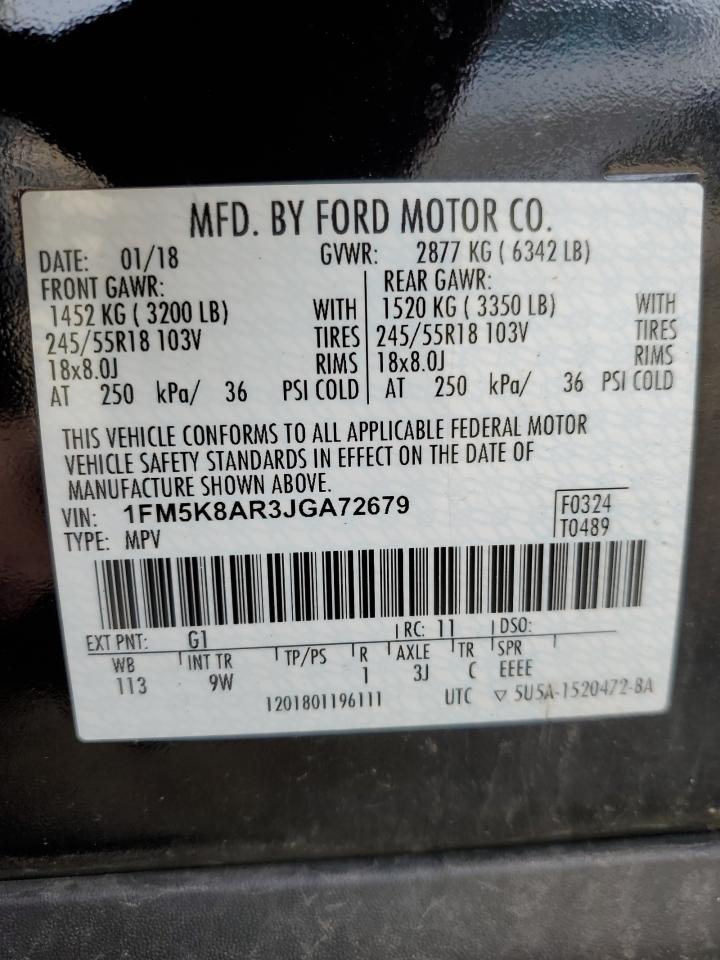 MFD. BY FORD MOTOR CO.
DATE: 01/18 GVWR: 2877 KG ( 6342 LB)
FRONT GAWR: REAR GAWR:
1452 KG ( 3200 LB) WITH 1520 KG ( 3350 LB) WITH
245/55R18 103V TIRES 245/55R18 103V TIRES
18x8.0J RIMS 18x8.0J RIMS
AT 250 kPa/ 36 PSI COLD AT 250 kPa/ 36 PSI COLD
THIS VEHICLE CONFORMS TO ALL APPLICABLE FEDERAL MOTOR
VEHICLE SAFETY STANDARDS IN EFFECT ON THE DATE OF
MANUFACTURE SHOWN ABOVE.
VIN: 1FM5K8AR3JGA72679 F0324
TYPE: MPV T0489
EXT PNT: G1 RC: 11 DSO:
WB INT TR TP/PS R AXLE TR SPR
113 9W 1 3J C EEEE
1201801196111 UTC ▽ 5U5A-1520472-BA